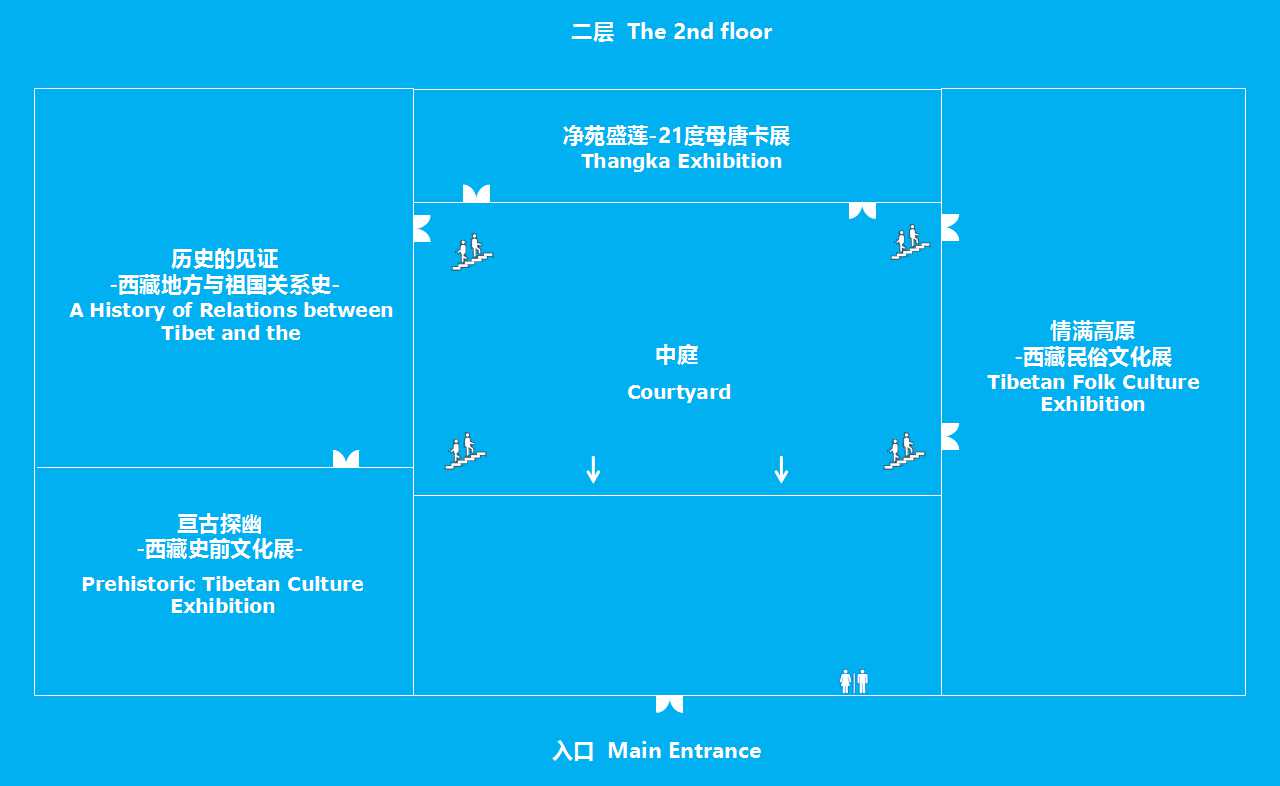 二层 The 2nd floor
净苑盛莲-21度母唐卡展
Thangka Exhibition
历史的见证
-西藏地方与祖国关系史-
A History of Relations between
Tibet and the
中庭
Courtyard
情满高原
-西藏民俗文化展
Tibetan Folk Culture
Exhibition
亘古探幽
-西藏史前文化展-
Prehistoric Tibetan Culture
Exhibition
入口 Main Entrance